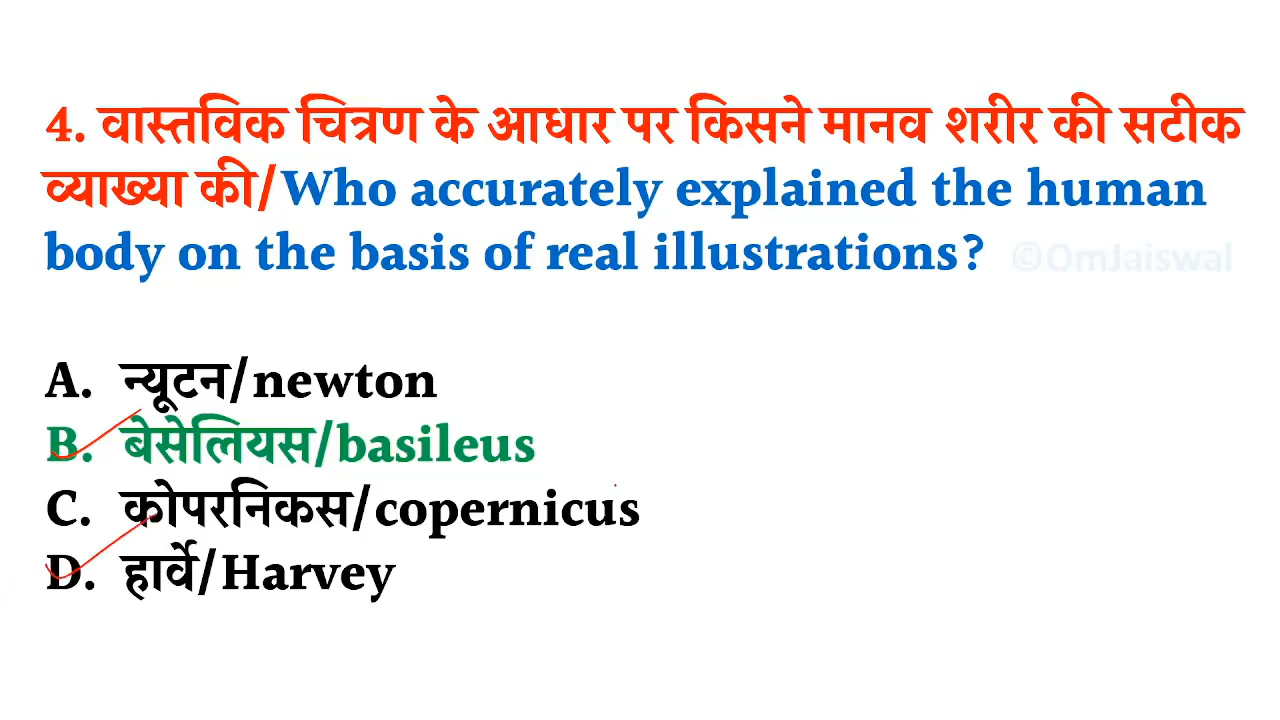 4. वास्तविक चित्रण के आधार पर किसने मानव शरीर की सटीक
व्याख्या की/Who accurately explained the human
body on the basis of real illustrations? ©OmJaiswal
A. न्यूटन/newton
B. बेसेलियस/basileus
C. कोपरनिकस/copernicus
D. हार्वे/Harvey